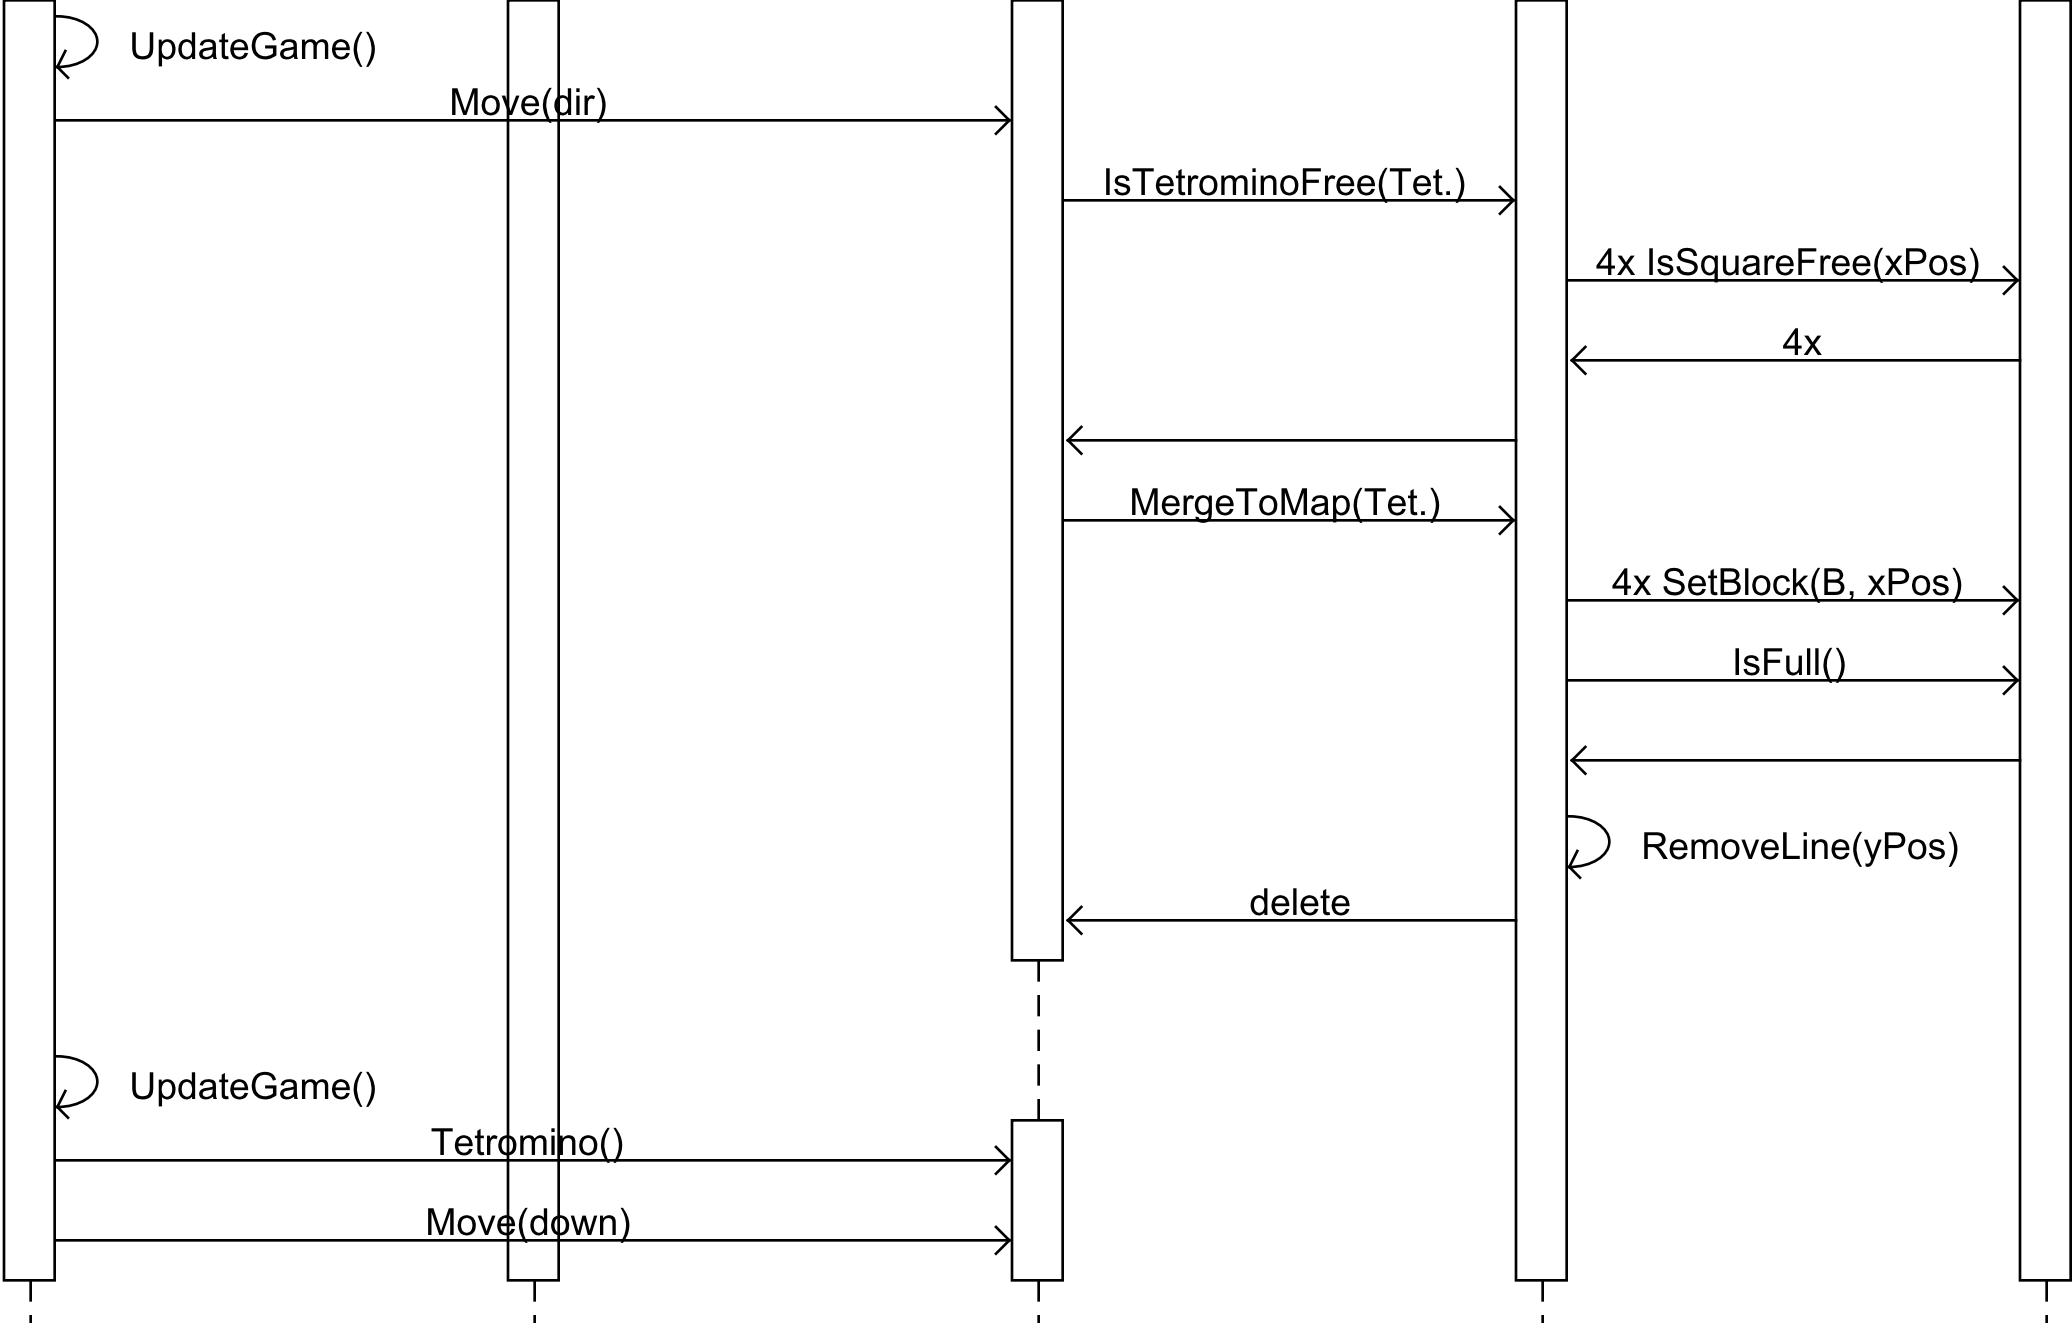 UpdateGame()
Move(dir)
IsTetrominoFree(Tet.)
4x IsSquareFree(xPos)
4x
MergeToMap(Tet.)
4x SetBlock(B, xPos)
IsFull()
RemoveLine(yPos)
delete
UpdateGame()
Tetromino()
Move(down)